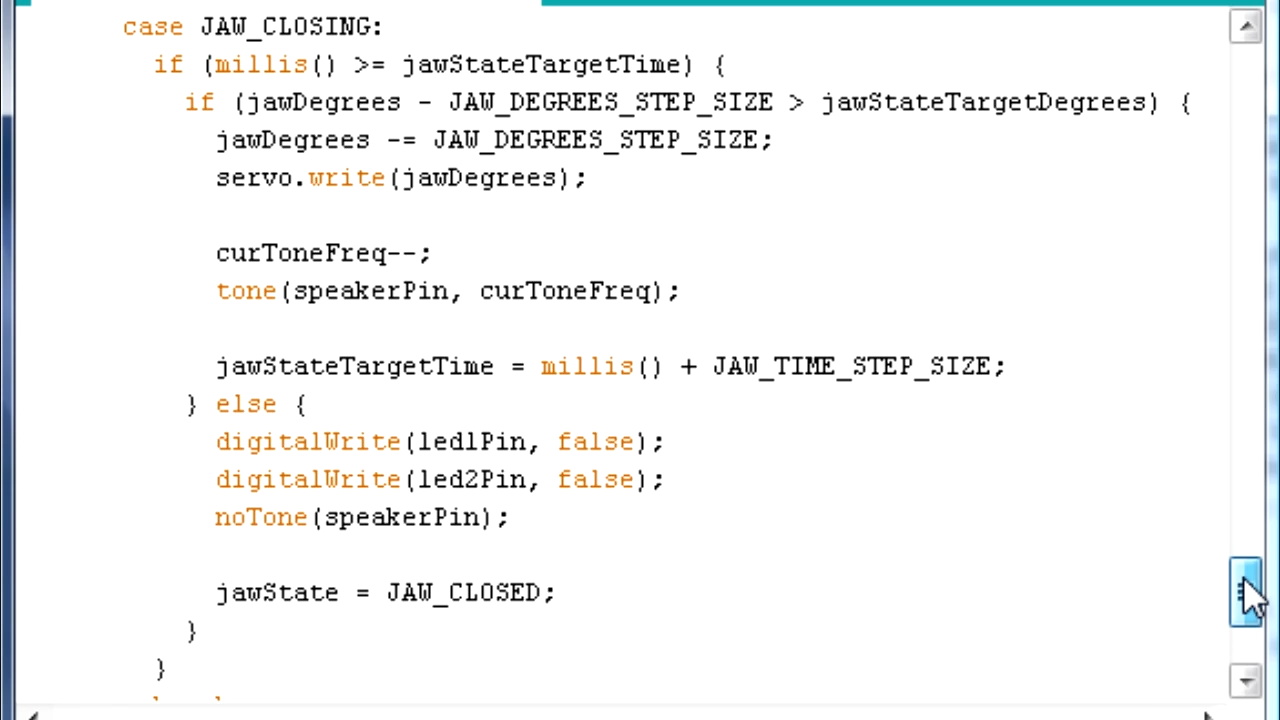 case JAW_CLOSING:
if (millis() >= jawStateTargetTime) {
if (jawDegrees - JAW_DEGREES_STEP_SIZE > jawStateTargetDegrees) {
jawDegrees -= JAW_DEGREES_STEP_SIZE;
servo.write(jawDegrees);
curToneFreq--;
tone(speakerPin, curToneFreq);
jawStateTargetTime = millis() + JAW_TIME_STEP_SIZE;
} else {
digitalWrite(led1Pin, false);
digitalWrite(led2Pin, false);
noTone(speakerPin);
jawState = JAW_CLOSED;
}
}